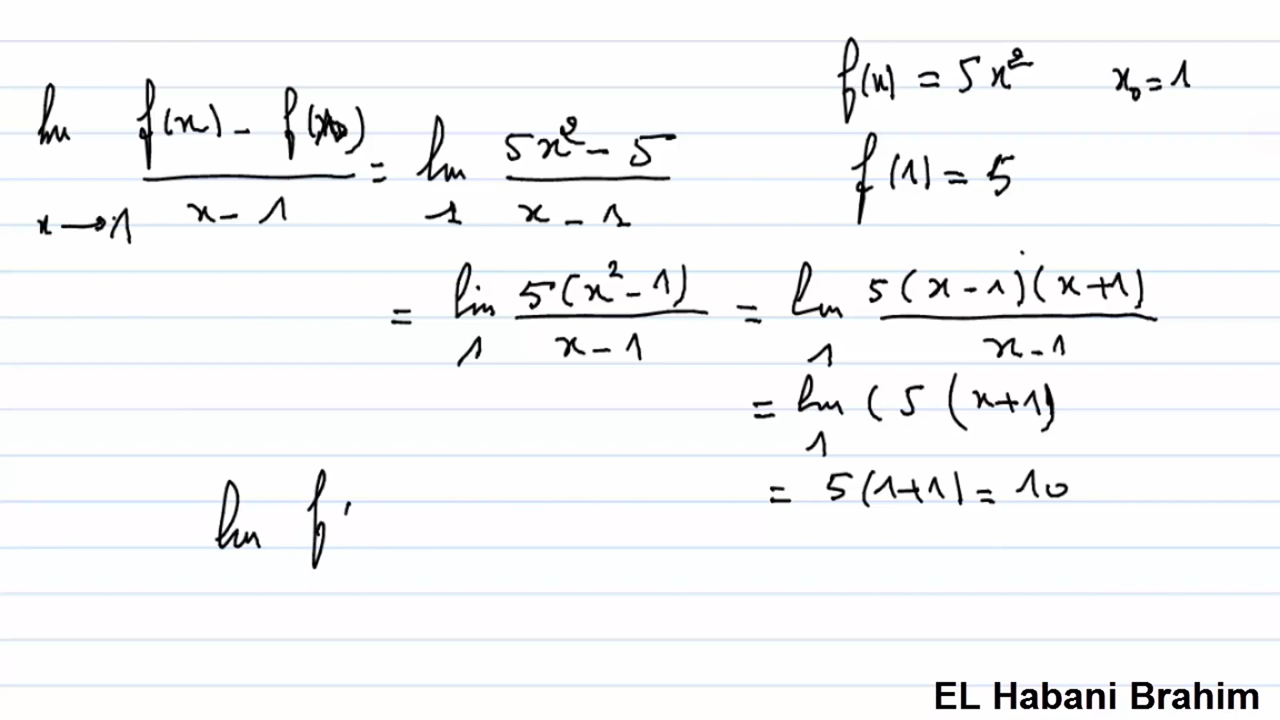 f(x) = 5x² x₀ = 1
lim f(x) - f(x₀) / x - 1 = lim 5x² - 5 / x - 1
x → 1 1
f(1) = 5
= lim 5(x² - 1) / x - 1 = lim 5(x - 1)(x + 1) / x - 1
1 1
= lim ( 5 (x+1)
1
= 5(1+1) = 10
lim f'
EL Habani Brahim